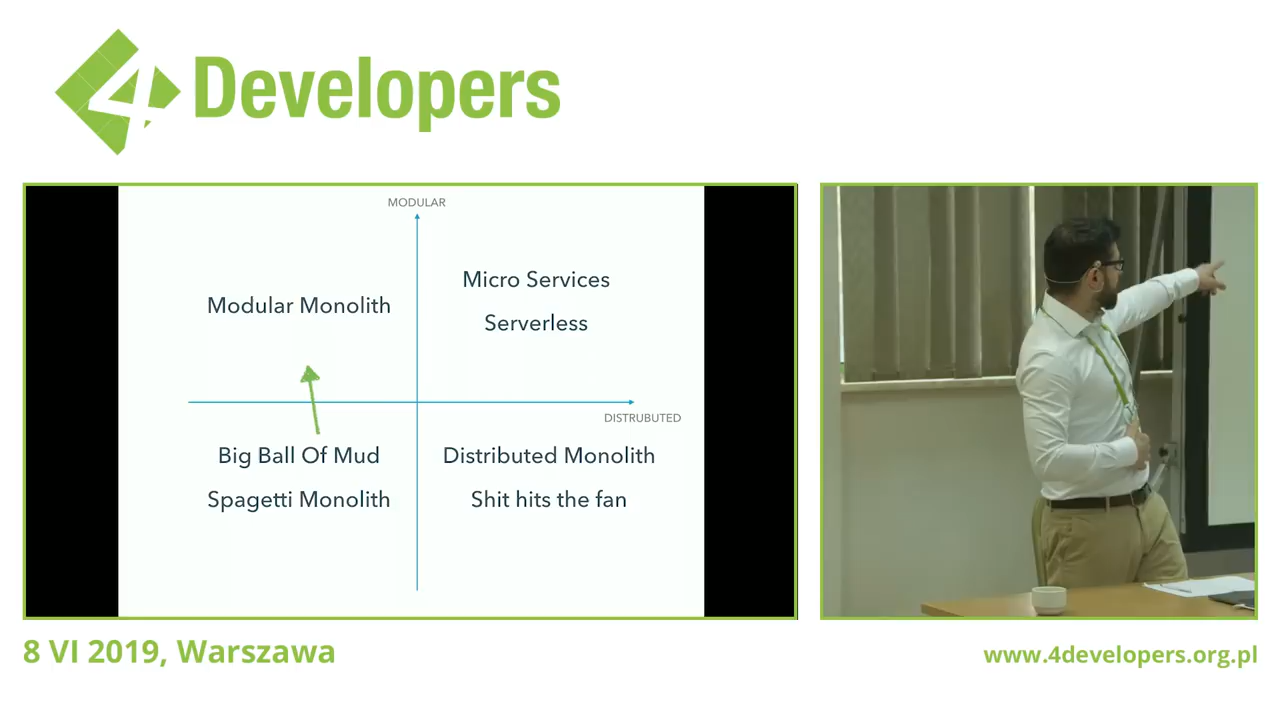 4Developers
MODULAR
Modular Monolith
Micro Services
Serverless
DISTRUBUTED
Big Ball Of Mud
Spagetti Monolith
Distributed Monolith
Shit hits the fan
8 VI 2019, Warszawa
www.4developers.org.pl